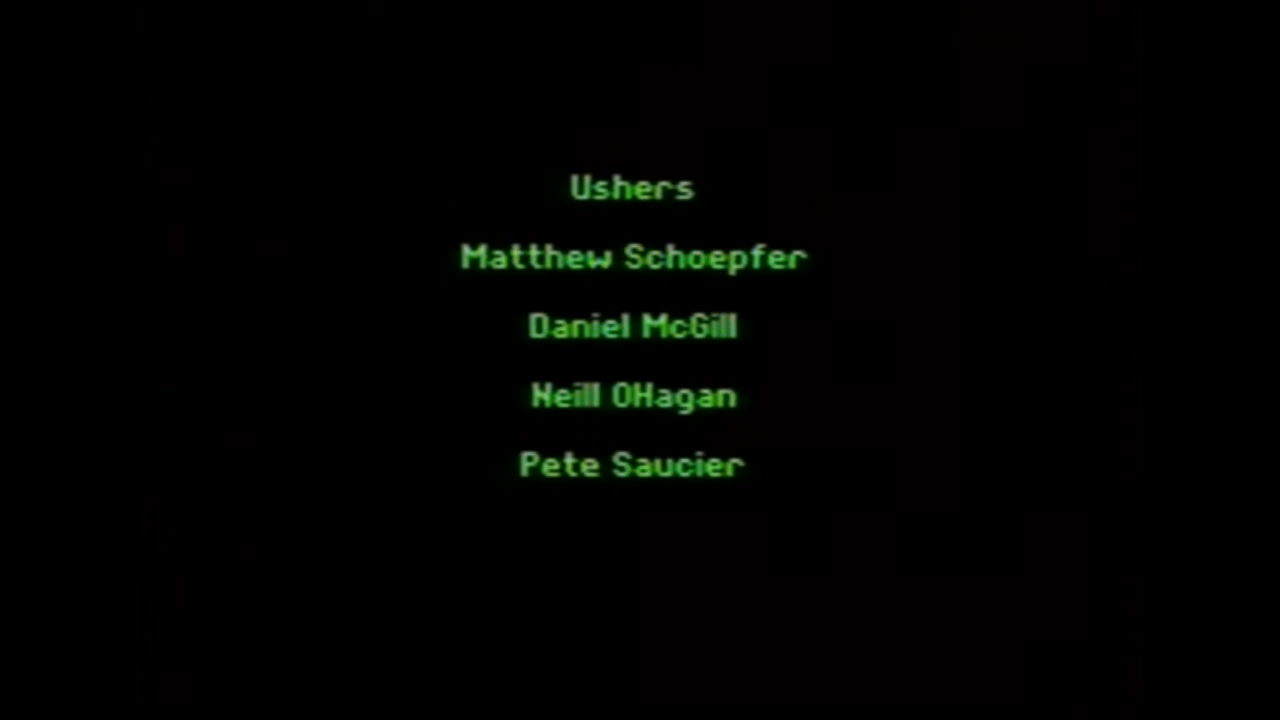 Ushers
Matthew Schoepfer
Daniel McGill
Neill OHagan
Pete Saucier